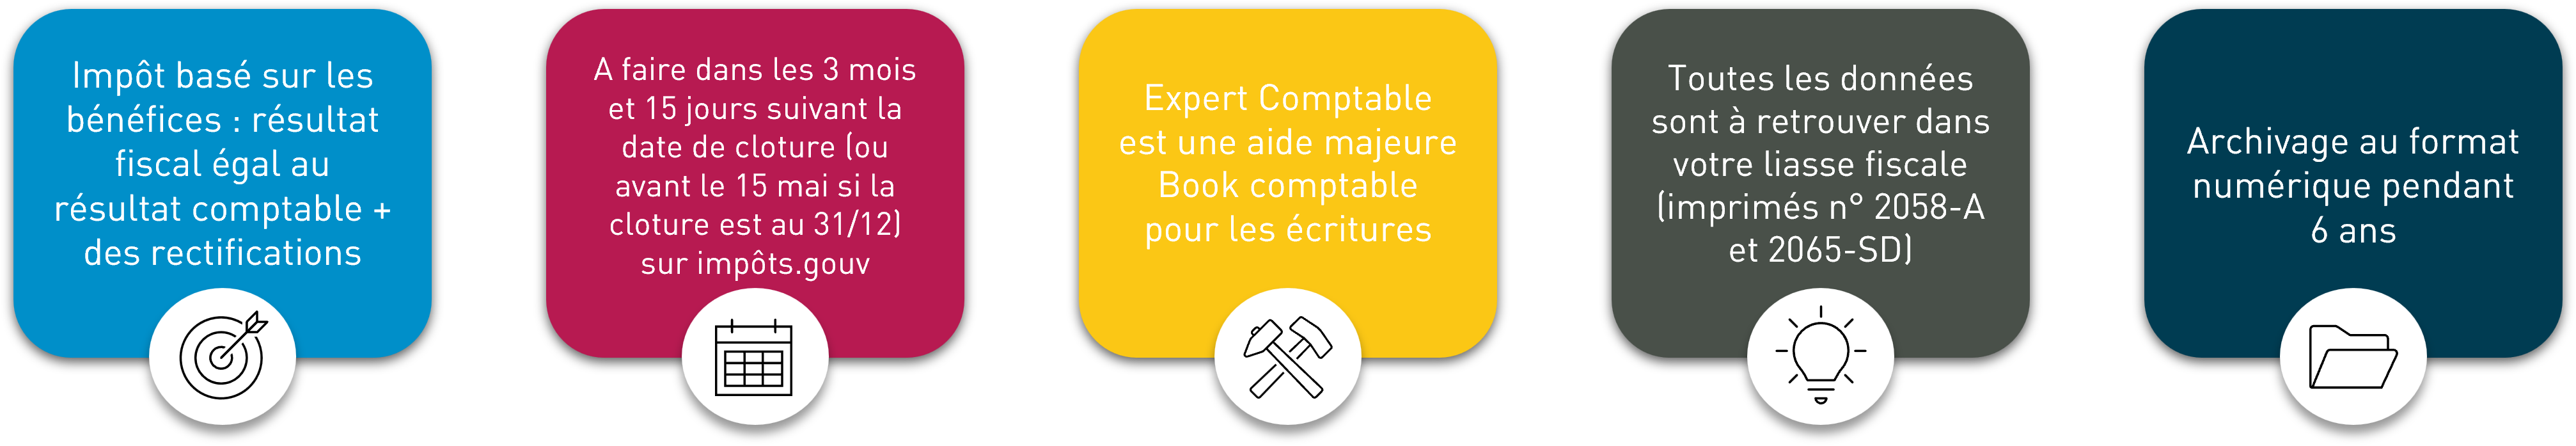 Impôt basé sur les
bénéfices : résultat
fiscal égal au
résultat comptable +
des rectifications
A faire dans les 3 mois
et 15 jours suivant la
date de cloture (ou
avant le 15 mai si la
cloture est au 31/12)
sur impôts.gouv
Expert Comptable
est une aide majeure
Book comptable
pour les écritures
Toutes les données
sont à retrouver dans
votre liasse fiscale
(imprimés n° 2058-A
et 2065-SD)
Archivage au format
numérique pendant
6 ans